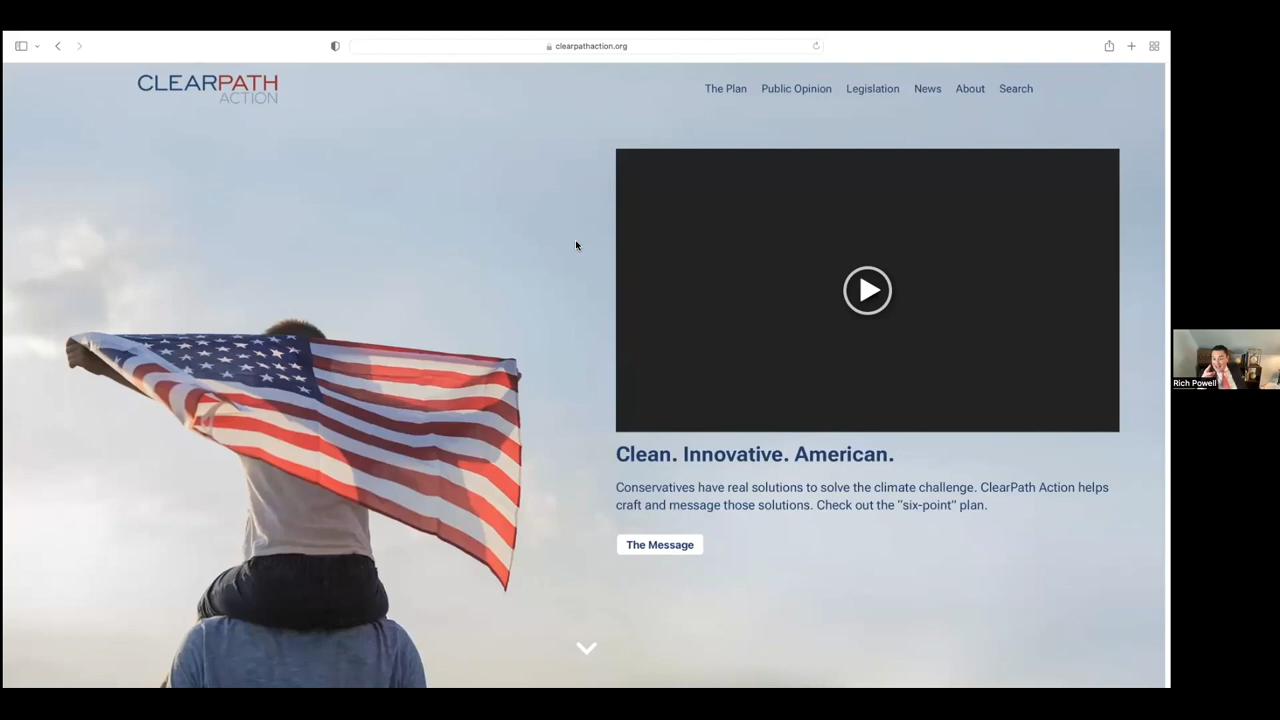 clearpathaction.org
CLEARPATH
ACTION
The Plan Public Opinion Legislation News About Search
Clean. Innovative. American.
Conservatives have real solutions to solve the climate challenge. ClearPath Action helps
craft and message those solutions. Check out the "six-point" plan.
The Message
Rich Powell